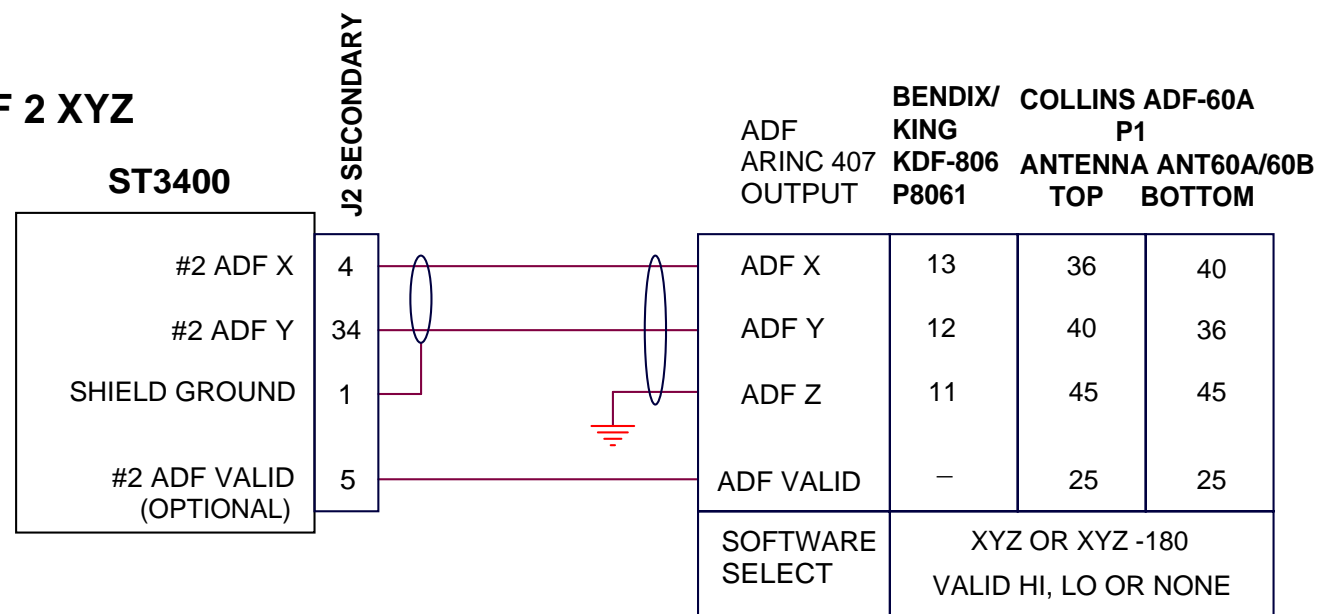 F 2 XYZ
ST3400
J2 SECONDARY
#2 ADF X 4
#2 ADF Y 34
SHIELD GROUND 1
#2 ADF VALID 5
(OPTIONAL)
ADF
ARINC 407
OUTPUT
BENDIX/
KING
KDF-806
P8061
COLLINS ADF-60A
P1
ANTENNA ANT60A/60B
TOP BOTTOM
ADF X 13 36 40
ADF Y 12 40 36
ADF Z 11 45 45
ADF VALID – 25 25
SOFTWARE
SELECT
XYZ OR XYZ -180
VALID HI, LO OR NONE